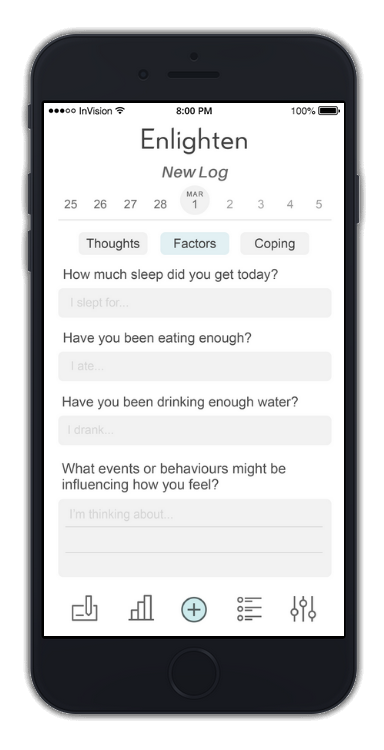 InVision 8:00 PM 100%
Enlighten
New Log
MAR
25 26 27 28 1 2 3 4 5
Thoughts Factors Coping
How much sleep did you get today?
I slept for...
Have you been eating enough?
I ate...
Have you been drinking enough water?
I drank...
What events or behaviours might be
influencing how you feel?
I'm thinking about...